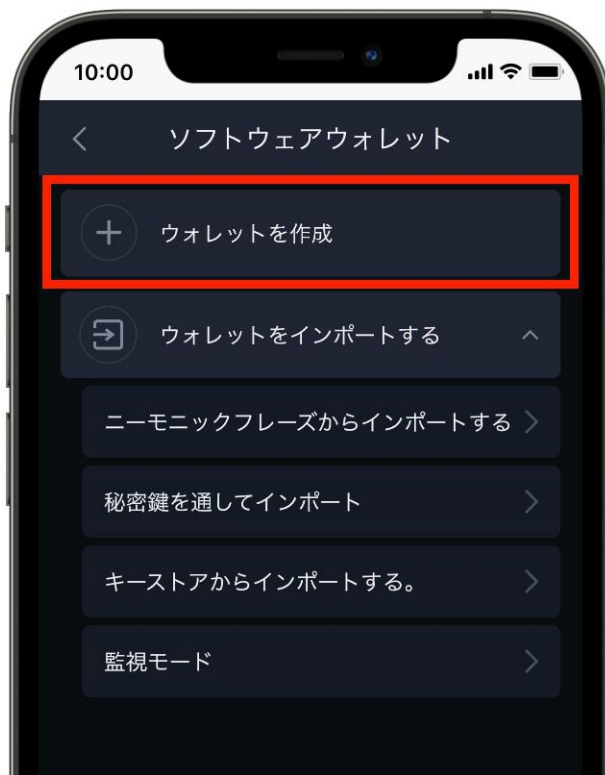 10:00
ソフトウェアウォレット
ウォレットを作成
ウォレットをインポートする
ニーモニックフレーズからインポートする
秘密鍵を通してインポート
キーストアからインポートする。
監視モード